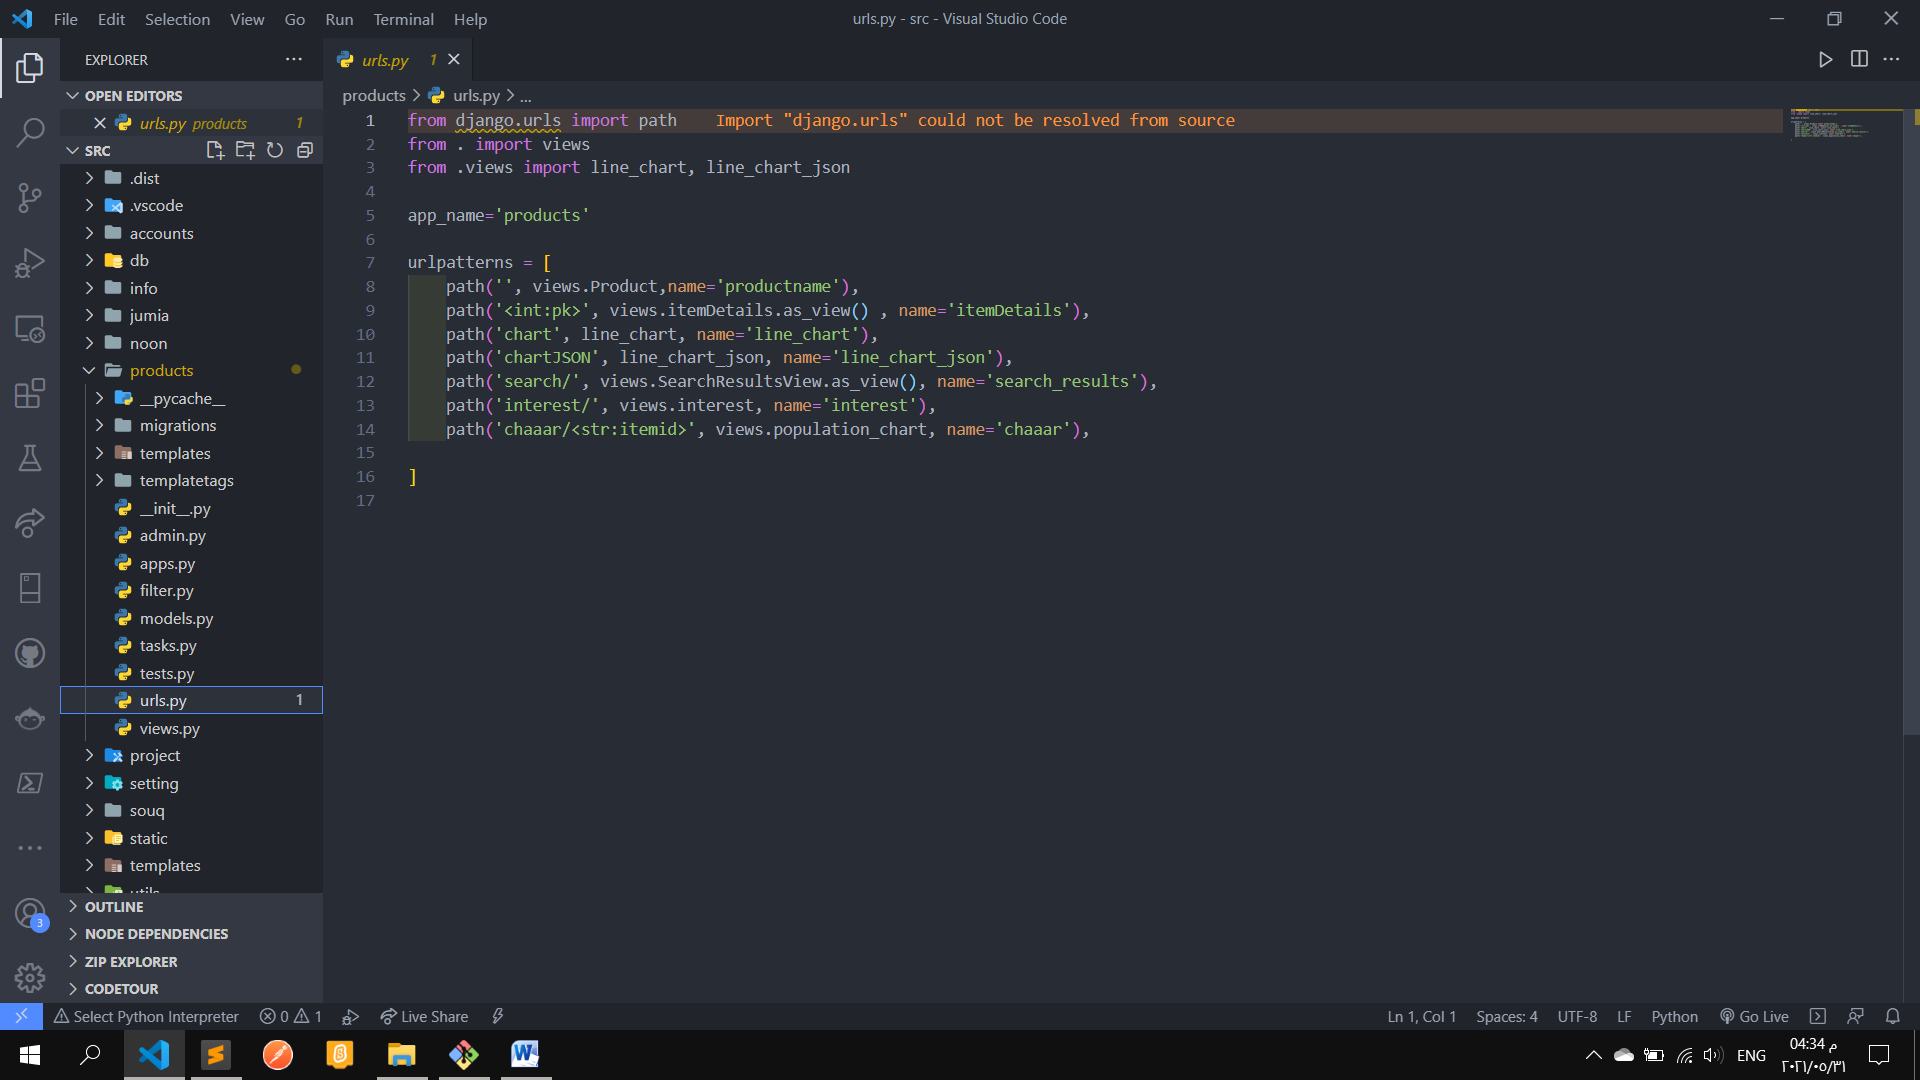 File Edit Selection View Go Run Terminal Help
urls.py - src - Visual Studio Code
EXPLORER
OPEN EDITORS
urls.py products 1
SRC
.dist
.vscode
accounts
db
info
jumia
noon
products
__pycache__
migrations
templates
templatetags
__init__.py
admin.py
apps.py
filter.py
models.py
tasks.py
tests.py
urls.py 1
views.py
project
setting
souq
static
templates
utils
OUTLINE
NODE DEPENDENCIES
ZIP EXPLORER
CODETOUR
3
urls.py 1
products > urls.py > ...
1 from django.urls import path Import "django.urls" could not be resolved from source
2 from . import views
3 from .views import line_chart, line_chart_json
4
5 app_name='products'
6
7 urlpatterns = [
8 path('', views.Product,name='productname'),
9 path('<int:pk>', views.itemDetails.as_view() , name='itemDetails'),
10 path('chart', line_chart, name='line_chart'),
11 path('chartJSON', line_chart_json, name='line_chart_json'),
12 path('search/', views.SearchResultsView.as_view(), name='search_results'),
13 path('interest/', views.interest, name='interest'),
14 path('chaaar/<str:itemid>', views.population_chart, name='chaaar'),
15
16 ]
17
Select Python Interpreter 0 1 Live Share
Ln 1, Col 1 Spaces: 4 UTF-8 LF Python Go Live
ENG
04:34 م
٢٠٢١/٠٥/٣١